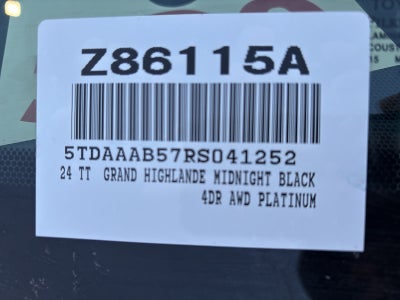 Z86115A
5TDAAAB57RS041252
24 TT GRAND HIGHLANDE MIDNIGHT BLACK
4DR AWD PLATINUM